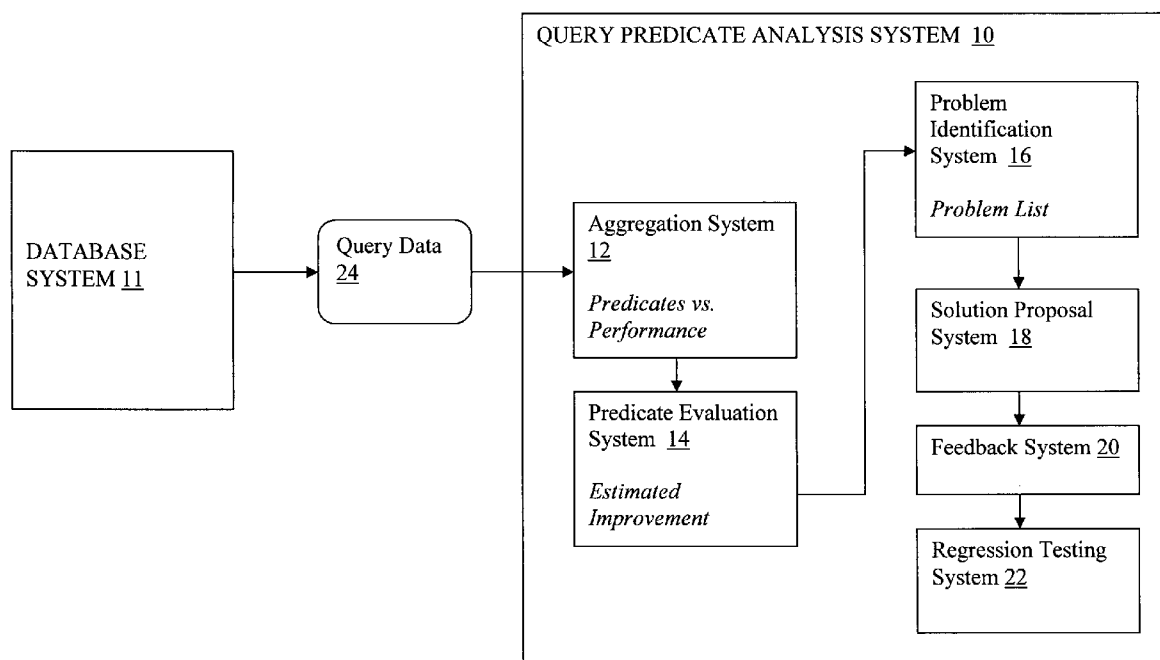 QUERY PREDICATE ANALYSIS SYSTEM 10
DATABASE
SYSTEM 11
Query Data
24
Aggregation System
12
Predicates vs.
Performance
Predicate Evaluation
System 14
Estimated
Improvement
Problem
Identification
System 16
Problem List
Solution Proposal
System 18
Feedback System 20
Regression Testing
System 22